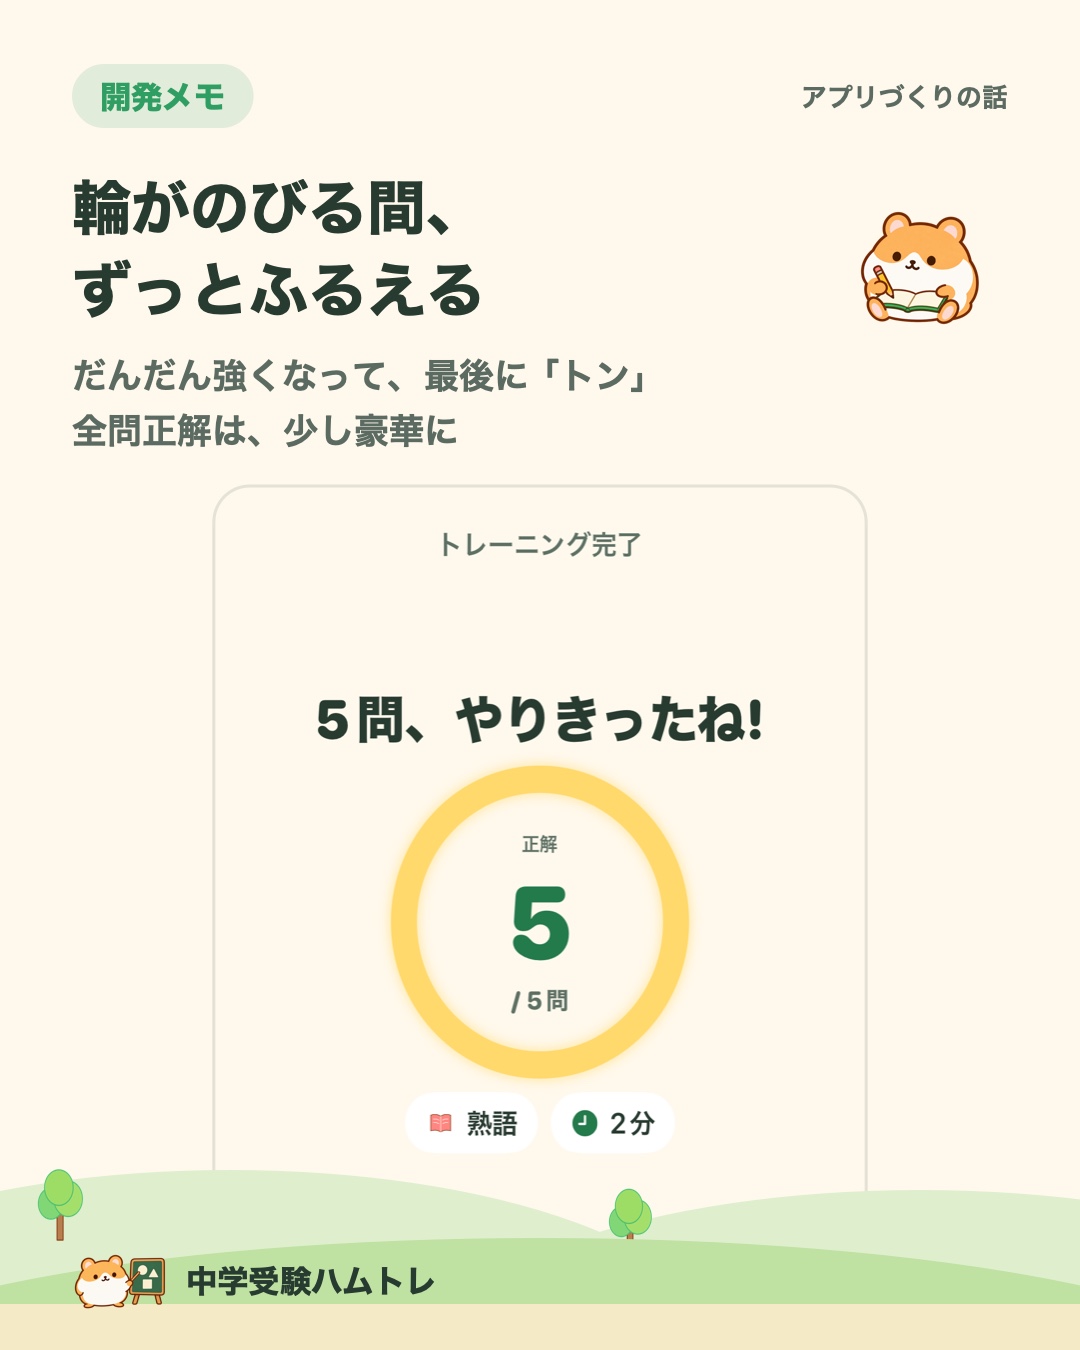 開発メモ
アプリづくりの話
輪がのびる間、
ずっとふるえる
だんだん強くなって、最後に「トン」
全問正解は、少し豪華に
トレーニング完了
5問、やりきったね!
正解
5
/ 5問
熟語
2分
中学受験ハムトレ